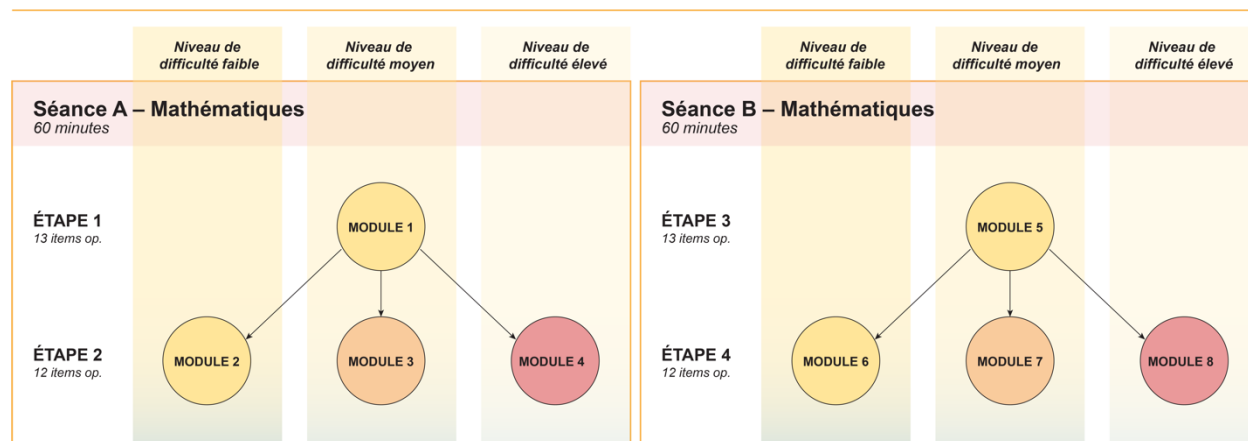 Niveau de
difficulté faible
Niveau de
difficulté moyen
Niveau de
difficulté élevé
Séance A – Mathématiques
60 minutes
ÉTAPE 1
13 items op.
MODULE 1
ÉTAPE 2
12 items op.
MODULE 2
MODULE 3
MODULE 4
Niveau de
difficulté faible
Niveau de
difficulté moyen
Niveau de
difficulté élevé
Séance B – Mathématiques
60 minutes
ÉTAPE 3
13 items op.
MODULE 5
ÉTAPE 4
12 items op.
MODULE 6
MODULE 7
MODULE 8